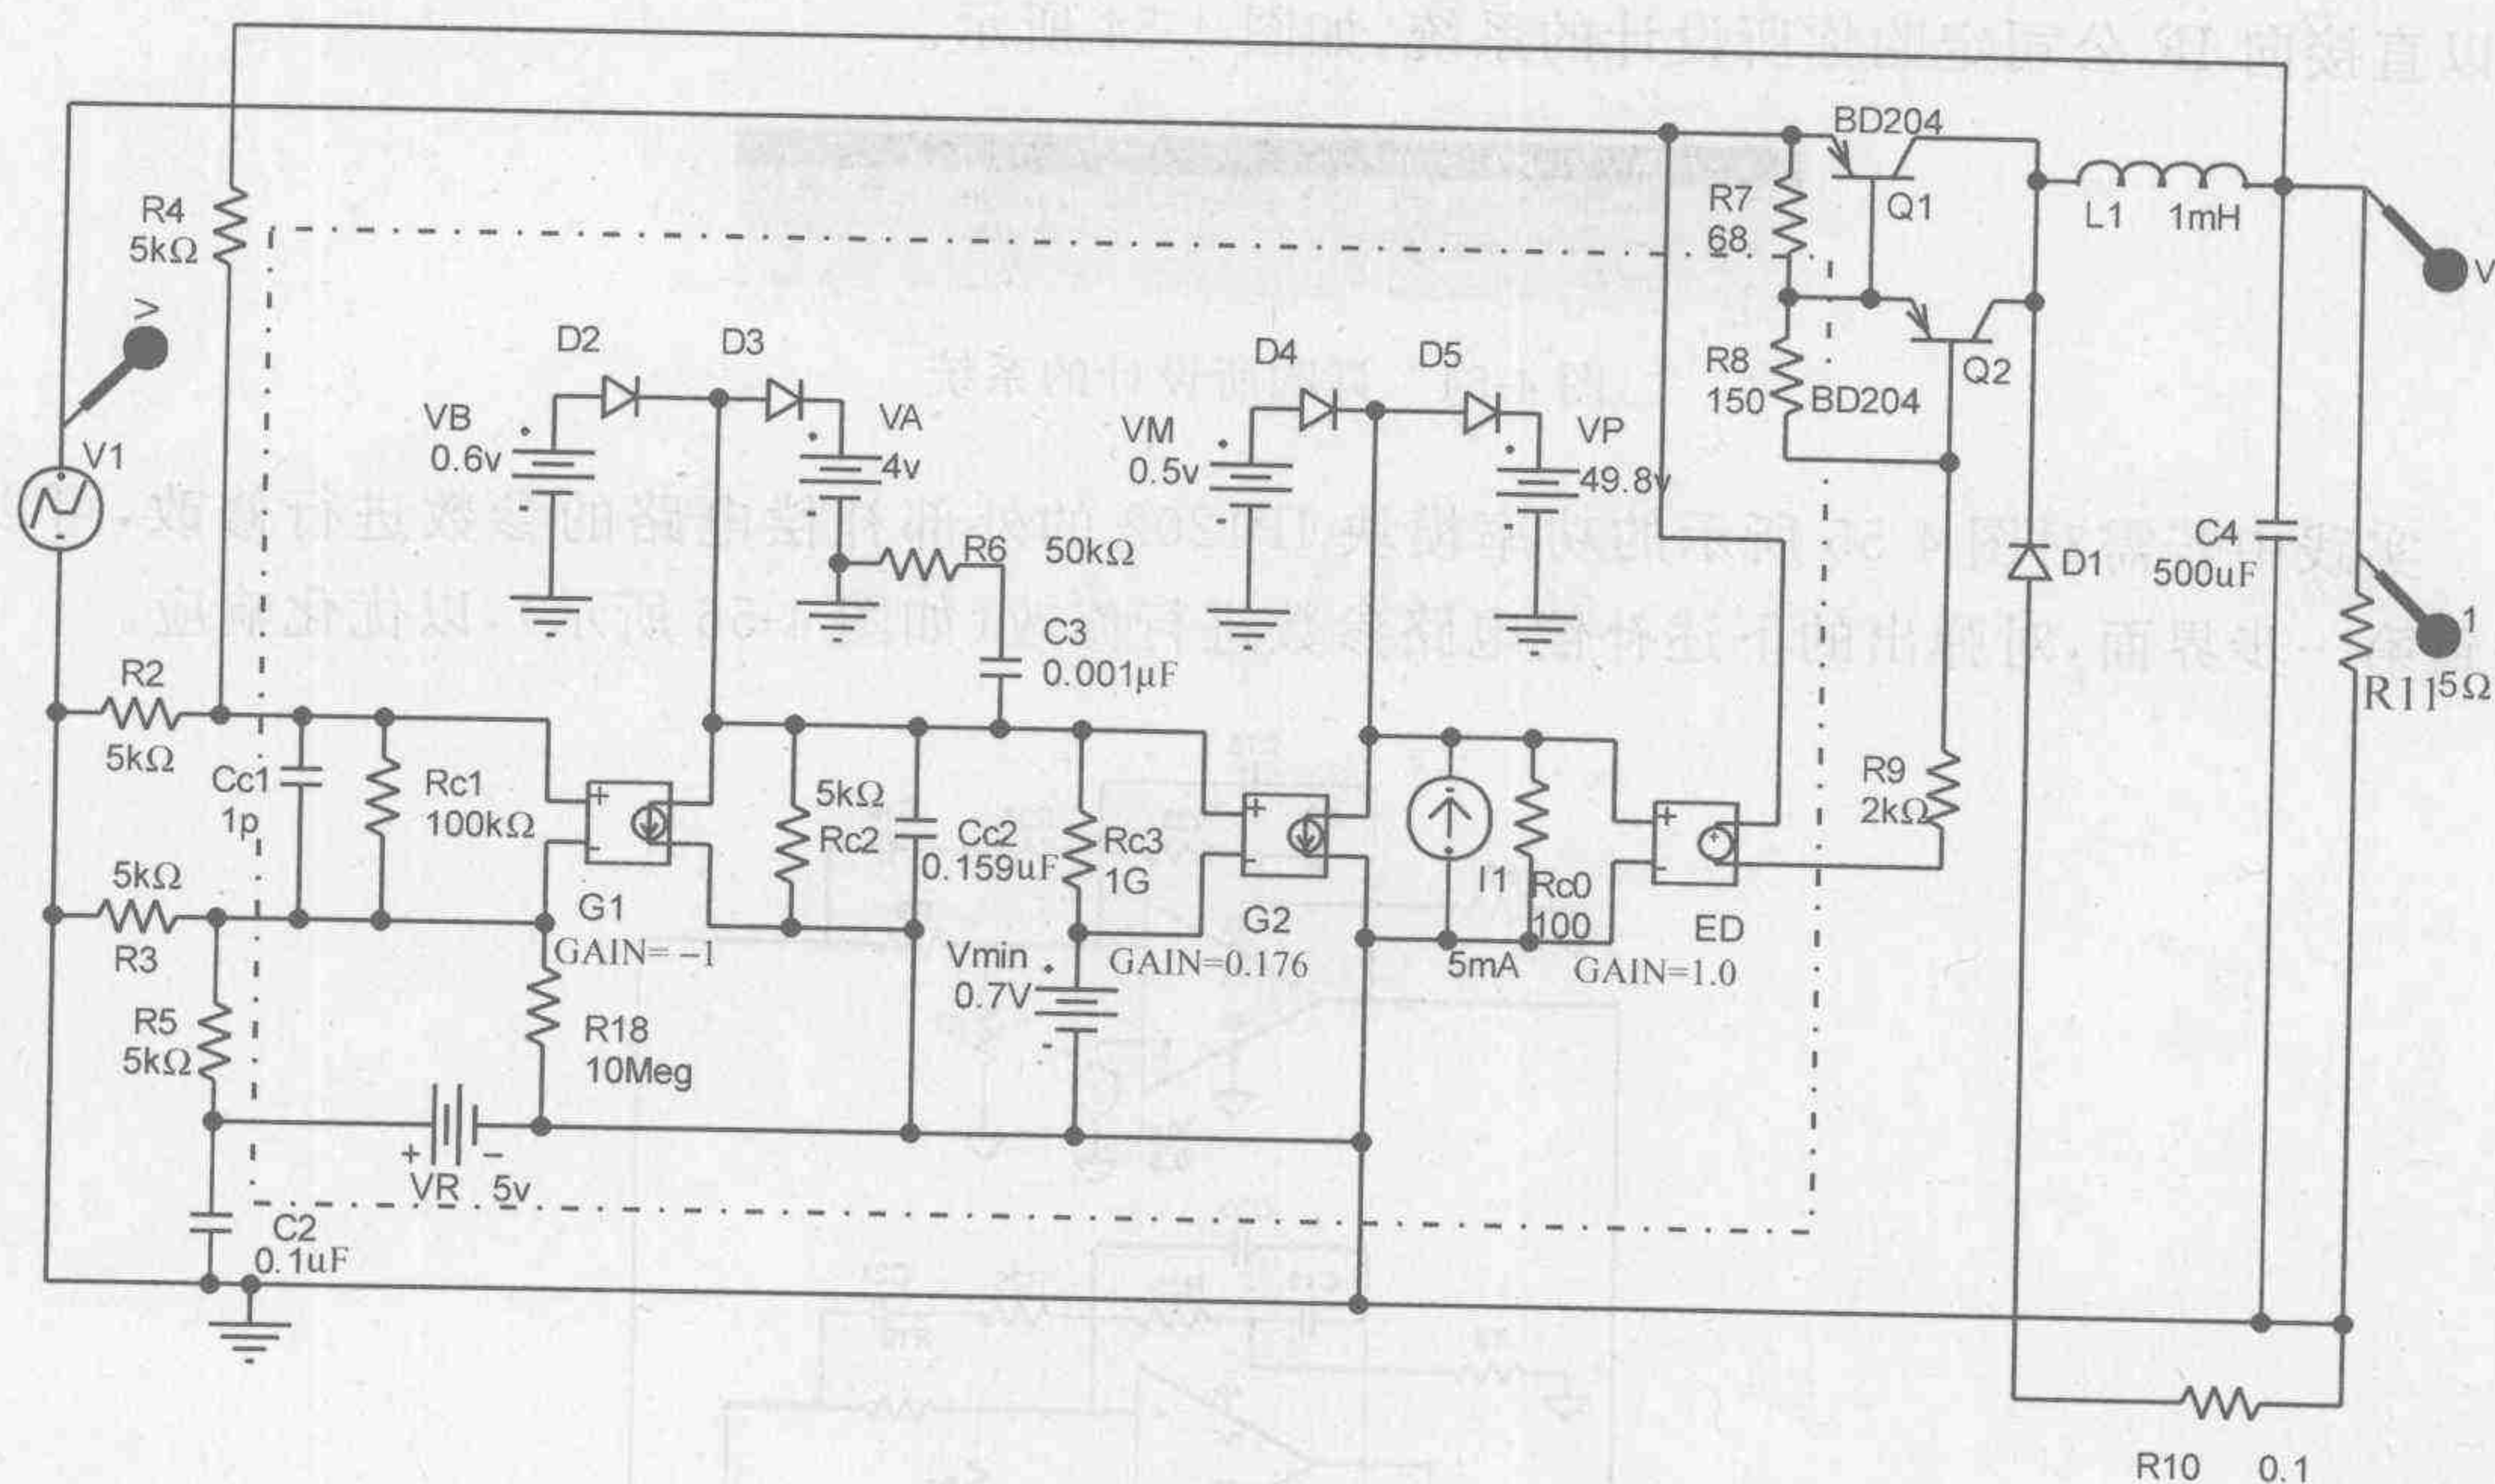 BD204
Q1
R7
68
L1 1mH
R4
5kΩ
V
V
D2
D3
D4
D5
R8
150
BD204
Q2
VB
0.6v
VA
4v
VM
0.5v
VP
49.8v
V1
R6 50kΩ
C3
0.001µF
D1
C4
500uF
1
R11 5Ω
R2
5kΩ
Cc1
1p
Rc1
100kΩ
5kΩ
Rc2
Cc2
0.159uF
Rc3
1G
R9
2kΩ
5kΩ
R3
+
-
G1
GAIN= −1
+
-
G2
GAIN=0.176
I1
5mA
Rc0
100
+
-
ED
GAIN=1.0
Vmin
0.7V
R5
5kΩ
R18
10Meg
+ −
VR 5v
C2
0.1uF
R10 0.1